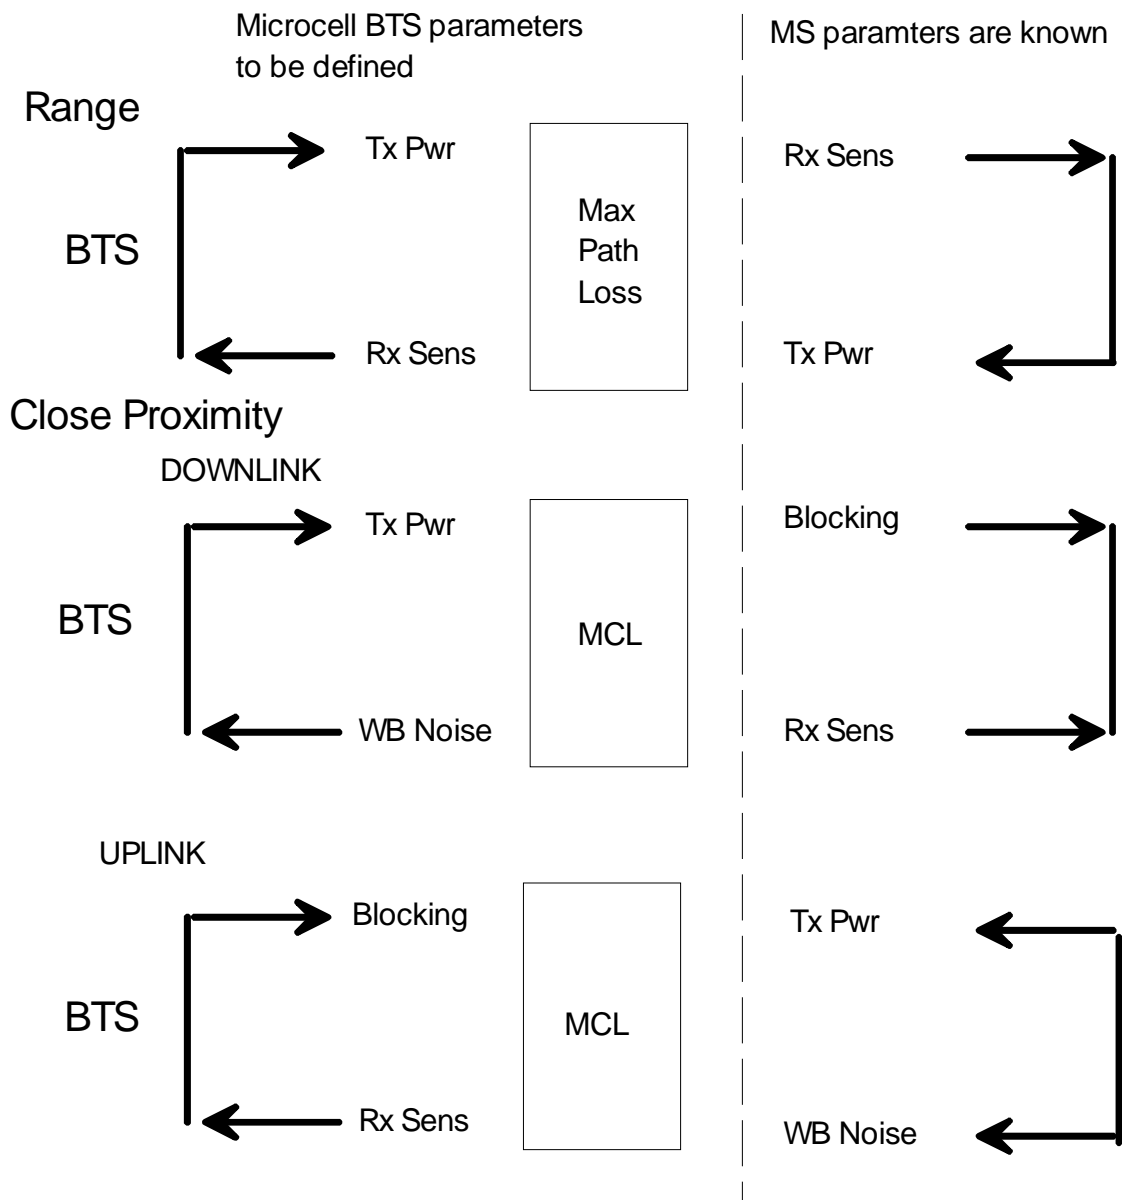 Microcell BTS parameters
to be defined
MS paramters are known
Range
Tx Pwr
Rx Sens
BTS
Max
Path
Loss
Rx Sens
Tx Pwr
Close Proximity
DOWNLINK
Tx Pwr
Blocking
BTS
MCL
WB Noise
Rx Sens
UPLINK
Blocking
Tx Pwr
BTS
MCL
Rx Sens
WB Noise